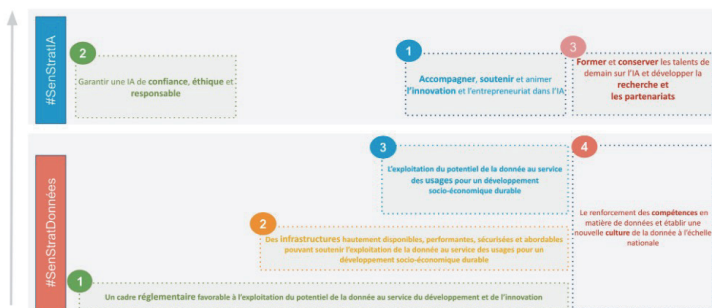 #SenStratIA
2
Garantir une IA de confiance, éthique et
responsable
1
Accompagner, soutenir et animer
l'innovation et l'entrepreneuriat dans l'IA
3
Former et conserver les talents de
demain sur l'IA et développer la
recherche et
les partenariats
#SenStratDonnées
3
L'exploitation du potentiel de la donnée au service
des usages pour un développement
socio-économique durable
4
Le renforcement des compétences en
matière de données et établir une
nouvelle culture de la donnée à l'échelle
nationale
2
Des infrastructures hautement disponibles, performantes, sécurisées et abordables
pouvant soutenir l'exploitation de la donnée au service des usages pour un
développement socio-économique durable
1
Un cadre réglementaire favorable à l'exploitation du potentiel de la donnée au service du développement et de l'innovation